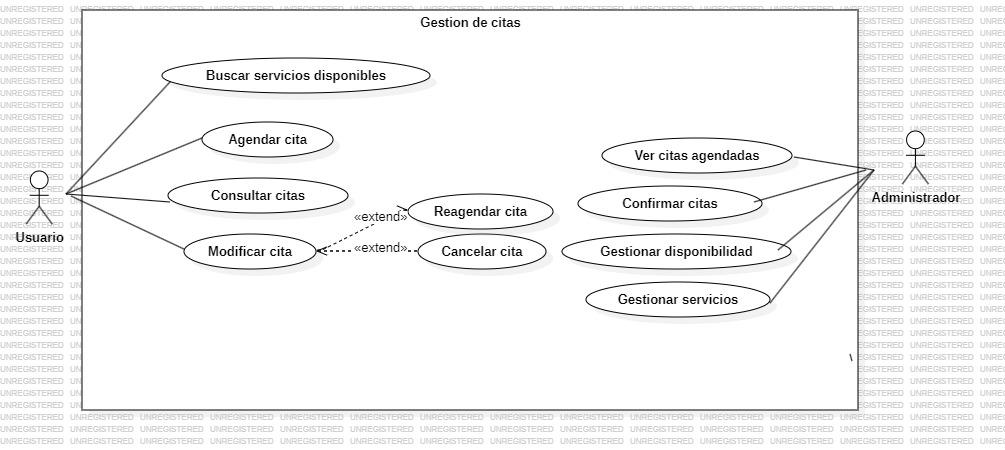 Gestion de citas
Buscar servicios disponibles
Agendar cita
Consultar citas
Modificar cita
«extend»
«extend»
Reagendar cita
Cancelar cita
Ver citas agendadas
Confirmar citas
Gestionar disponibilidad
Gestionar servicios
Usuario
Administrador
UNREGISTERED